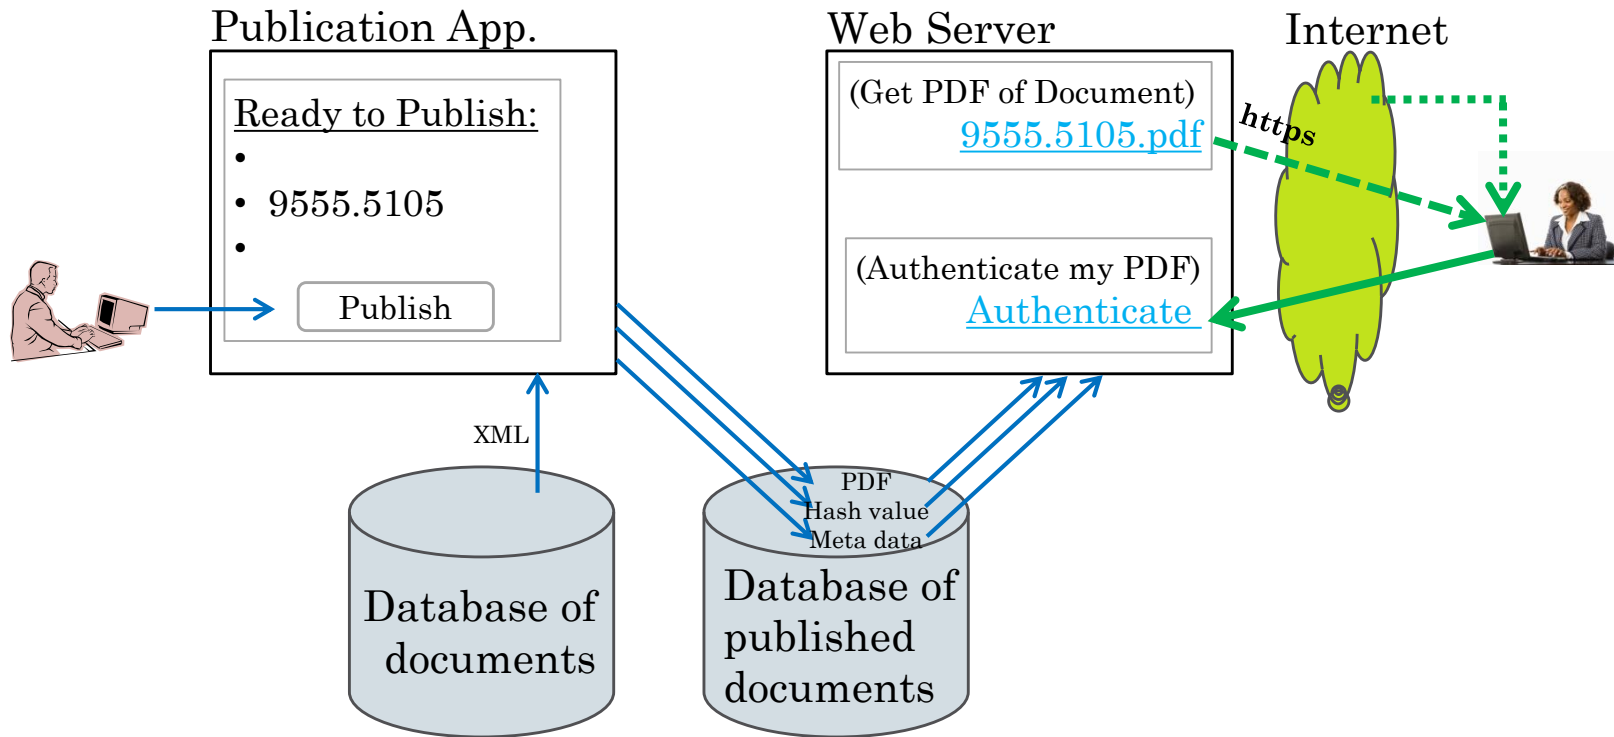 Publication App.
Ready to Publish:
•
• 9555.5105
•
Publish
XML
Database of
documents
PDF
Hash value
Meta data
Database of
published
documents
Web Server
(Get PDF of Document)
9555.5105.pdf
(Authenticate my PDF)
Authenticate
https
Internet